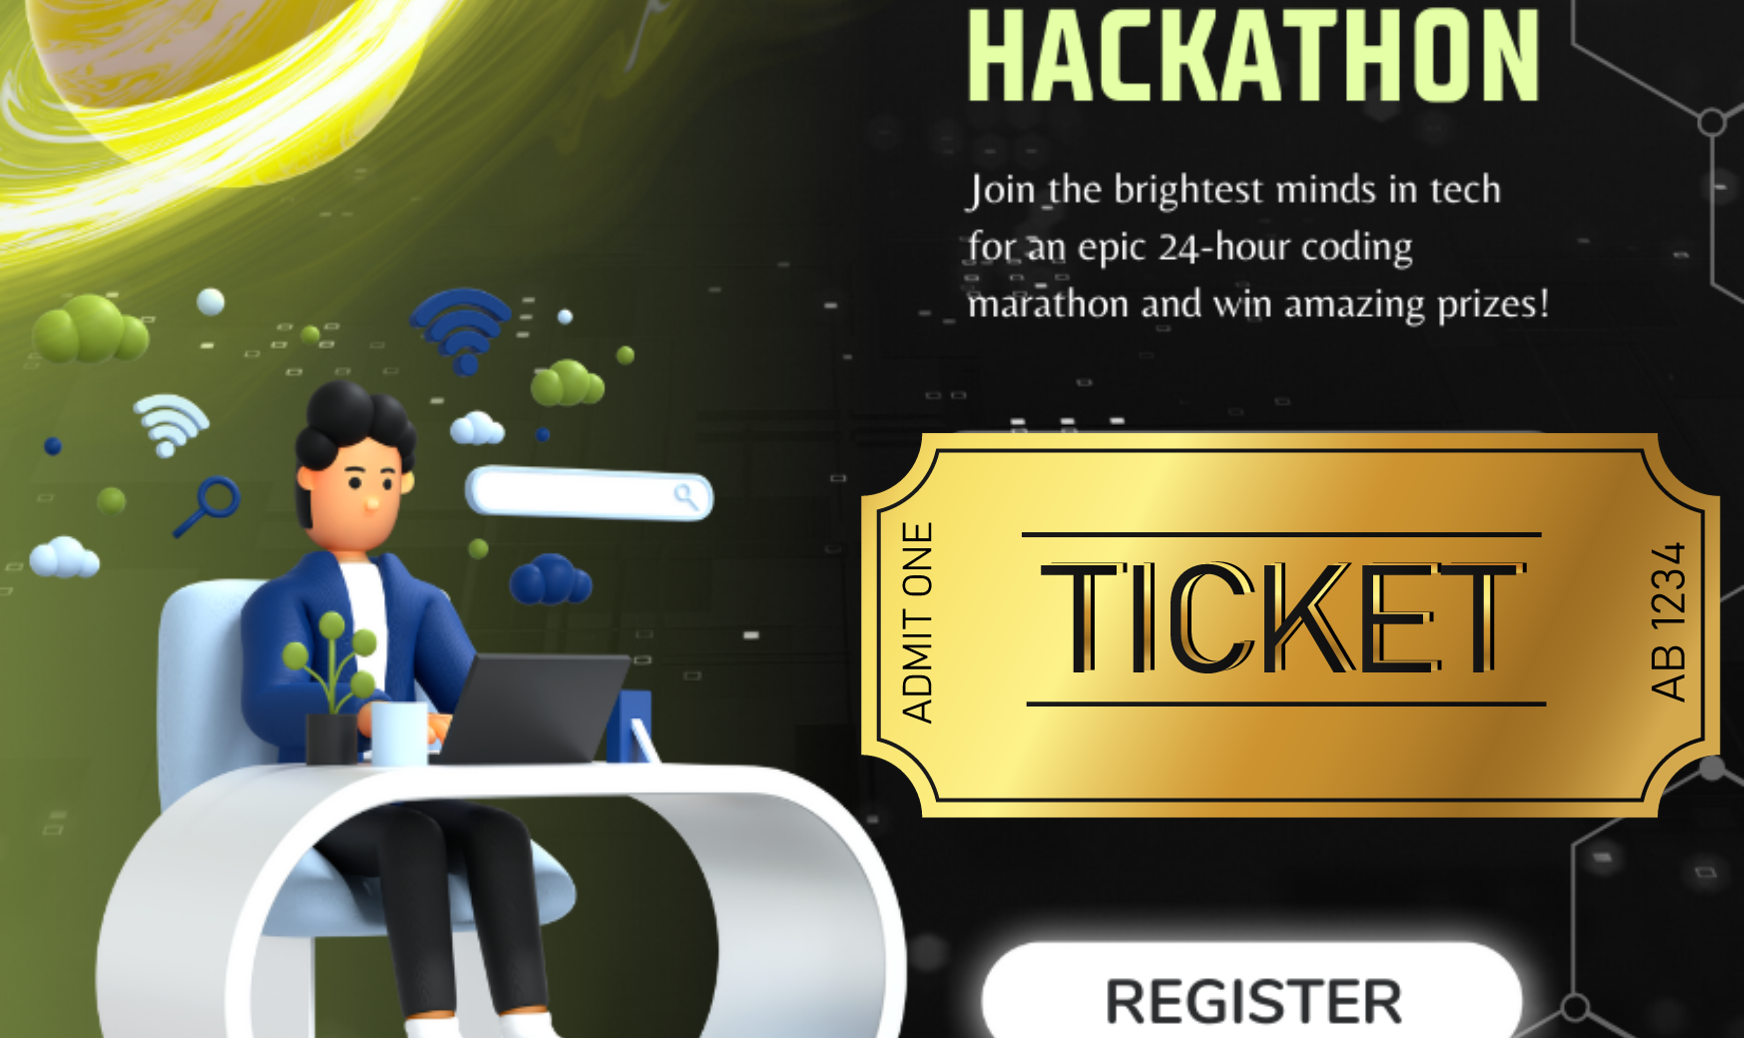 HACKATHON
Join the brightest minds in tech
for an epic 24-hour coding
marathon and win amazing prizes!
ADMIT ONE
TICKET
AB 1234
REGISTER